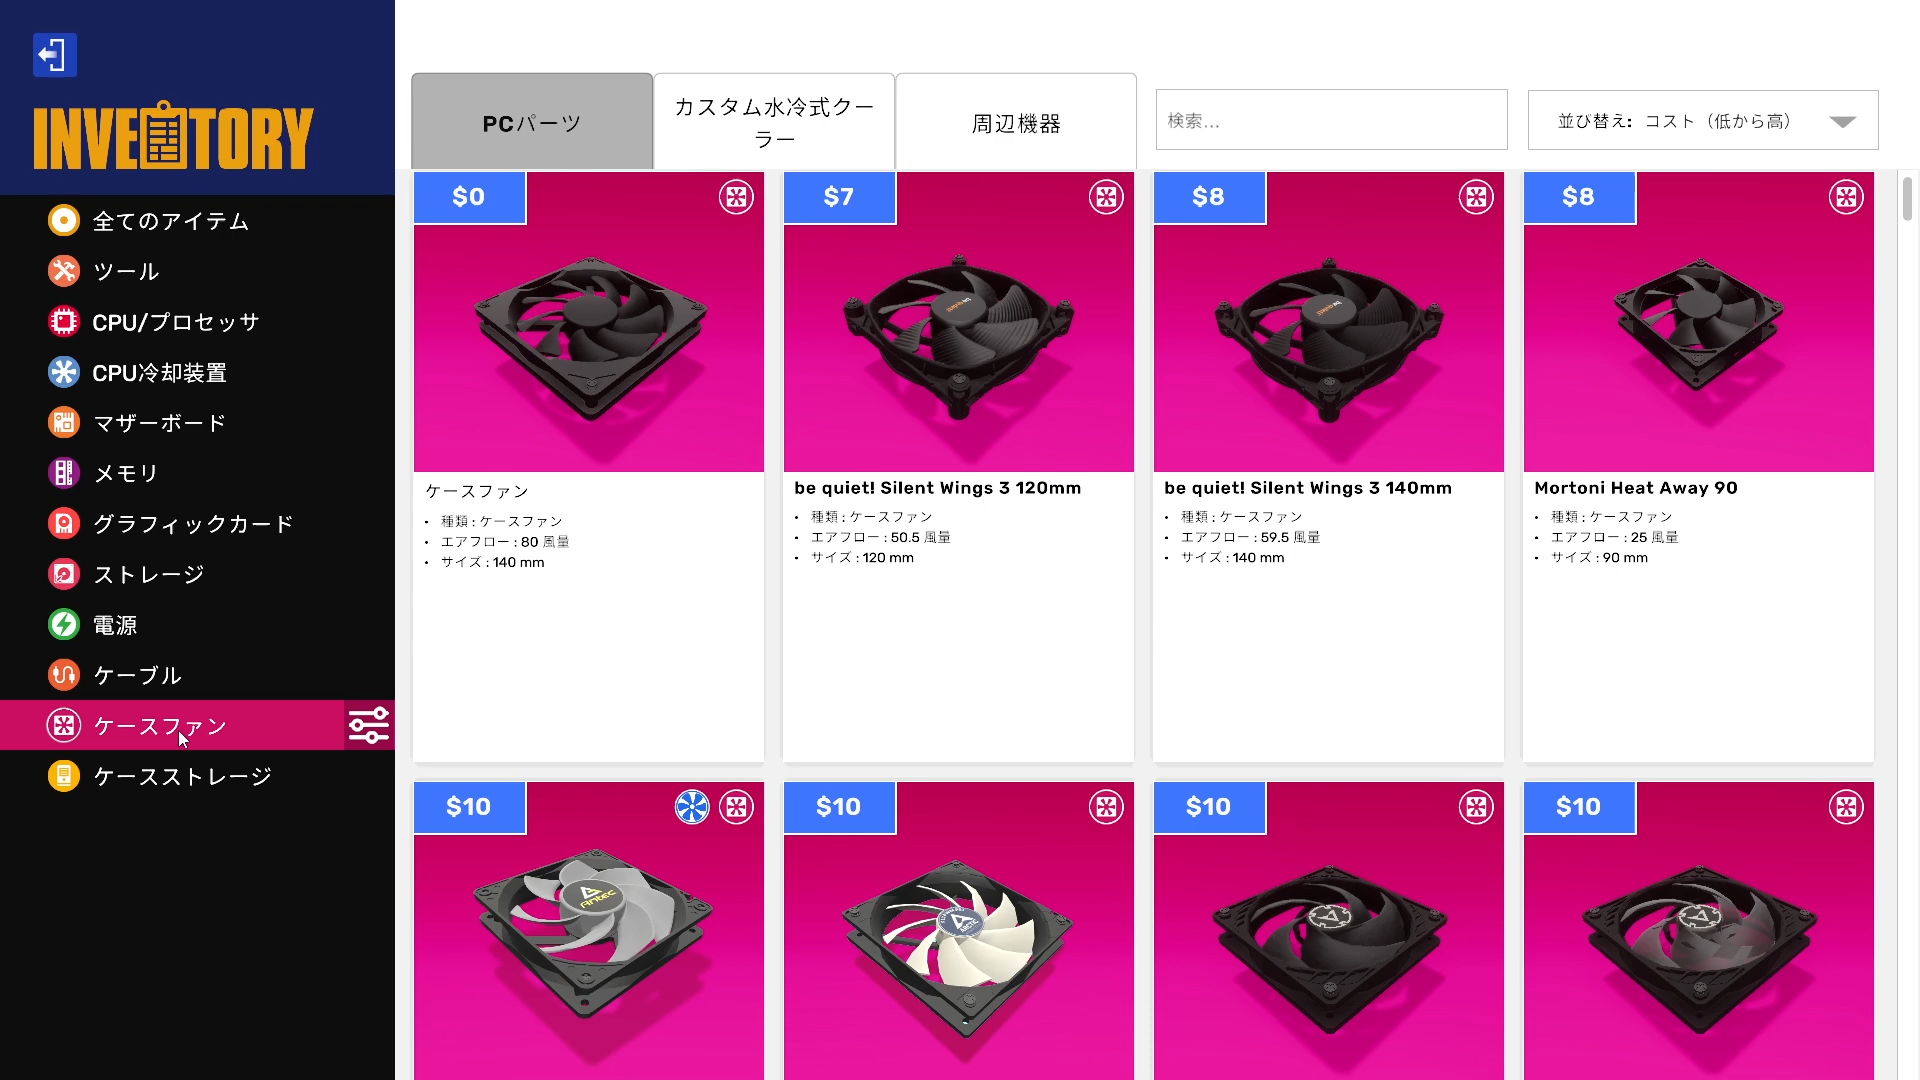 INVENTORY
全てのアイテム
ツール
CPU/プロセッサ
CPU冷却装置
マザーボード
メモリ
グラフィックカード
ストレージ
電源
ケーブル
ケースファン
ケースストレージ
PCパーツ
カスタム水冷式クー
ラー
周辺機器
検索...
並び替え: コスト（低から高）
$0
ケースファン
• 種類 : ケースファン
• エアフロー : 80 風量
• サイズ : 140 mm
$7
be quiet! Silent Wings 3 120mm
• 種類 : ケースファン
• エアフロー : 50.5 風量
• サイズ : 120 mm
$8
be quiet! Silent Wings 3 140mm
• 種類 : ケースファン
• エアフロー : 59.5 風量
• サイズ : 140 mm
$8
Mortoni Heat Away 90
• 種類 : ケースファン
• エアフロー : 25 風量
• サイズ : 90 mm
$10
Antec
$10
ARCTIC
$10
$10